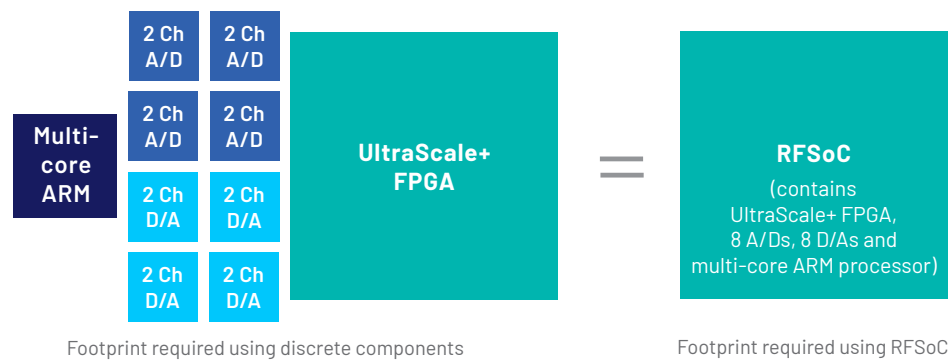 2 Ch
A/D
2 Ch
A/D
2 Ch
A/D
2 Ch
A/D
Multi-
core
ARM
2 Ch
D/A
2 Ch
D/A
2 Ch
D/A
2 Ch
D/A
UltraScale+
FPGA
=
RFSoC
(contains
UltraScale+ FPGA,
8 A/Ds, 8 D/As and
multi-core ARM processor)
Footprint required using discrete components
Footprint required using RFSoC